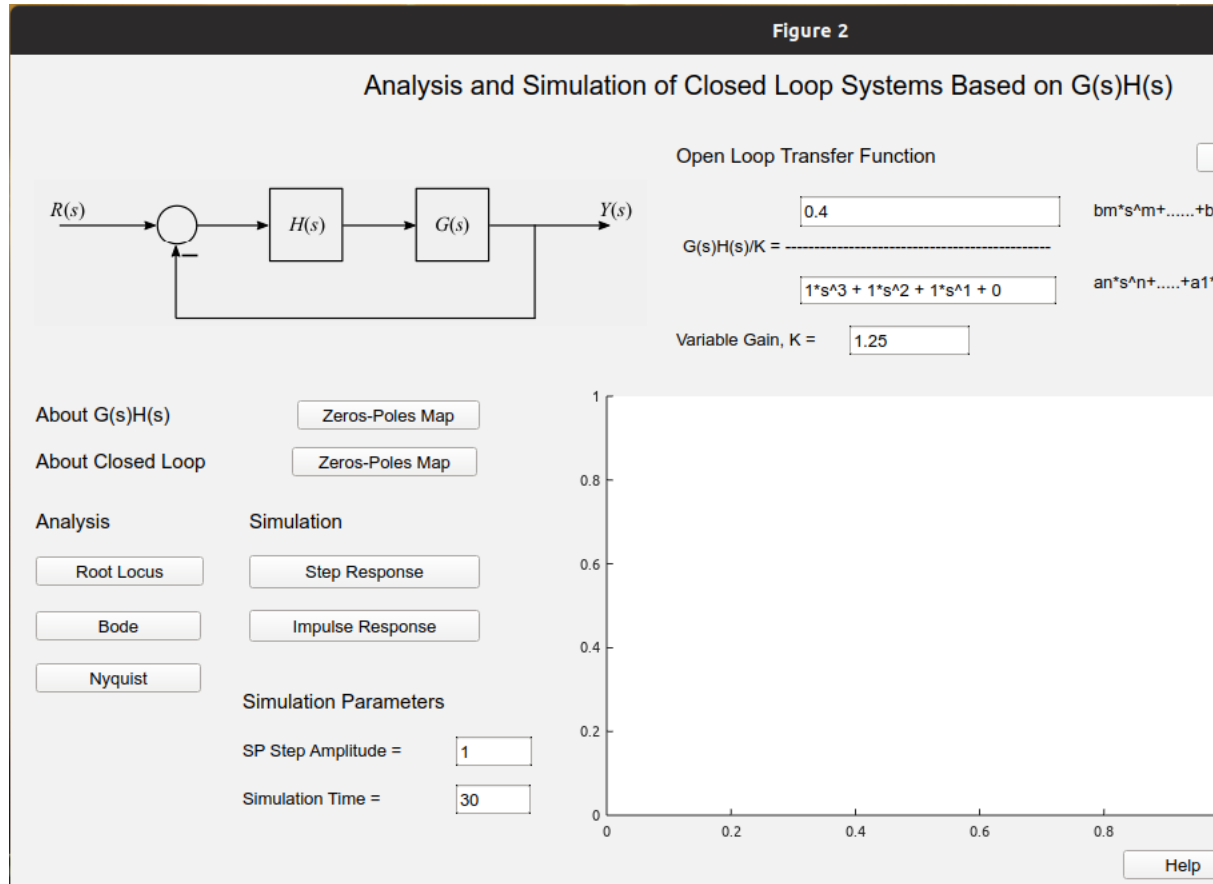 Figure 2
Analysis and Simulation of Closed Loop Systems Based on G(s)H(s)
Open Loop Transfer Function
R(s)
H(s)
G(s)
Y(s)
0.4
bm*s^m+......+b
G(s)H(s)/K = ----------------------------------------------
1*s^3 + 1*s^2 + 1*s^1 + 0
an*s^n+.....+a1*
Variable Gain, K =
1.25
About G(s)H(s)
Zeros-Poles Map
About Closed Loop
Zeros-Poles Map
Analysis
Simulation
Root Locus
Step Response
Bode
Impulse Response
Nyquist
Simulation Parameters
SP Step Amplitude =
1
Simulation Time =
30
1
0.8
0.6
0.4
0.2
0
0 0.2 0.4 0.6 0.8
Help